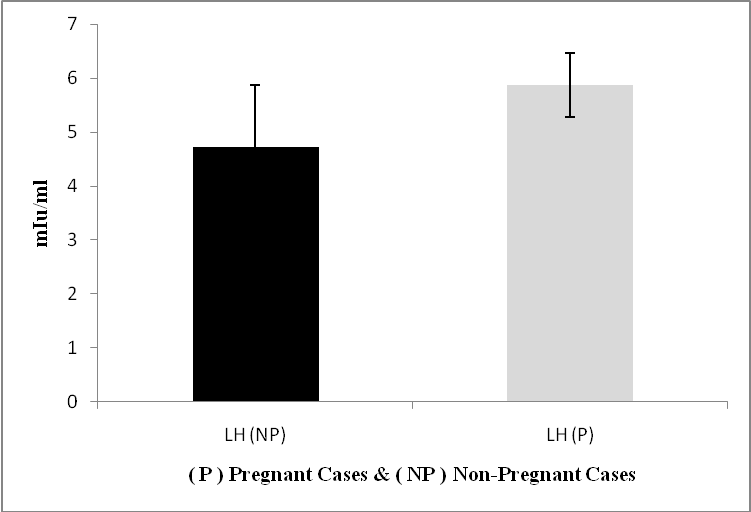 7
6
5
4
3
2
1
0
mIu/ml
LH (NP)
LH (P)
( P ) Pregnant Cases & ( NP ) Non-Pregnant Cases